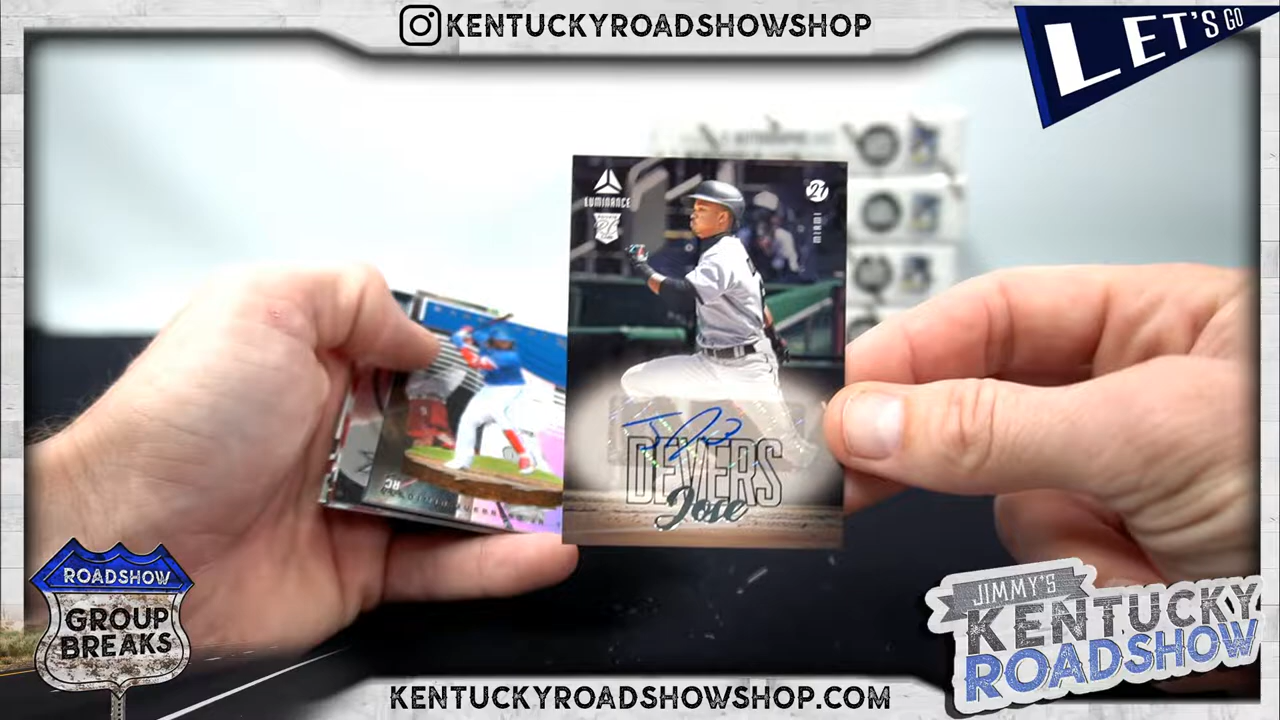 KENTUCKYROADSHOWSHOP
LET'S GO
LUMINANCE
21
MIAMI
DEVERS
Jose
RC
ROADSHOW
GROUP
BREAKS
JIMMY'S
KENTUCKY
ROADSHOW
KENTUCKYROADSHOWSHOP.COM